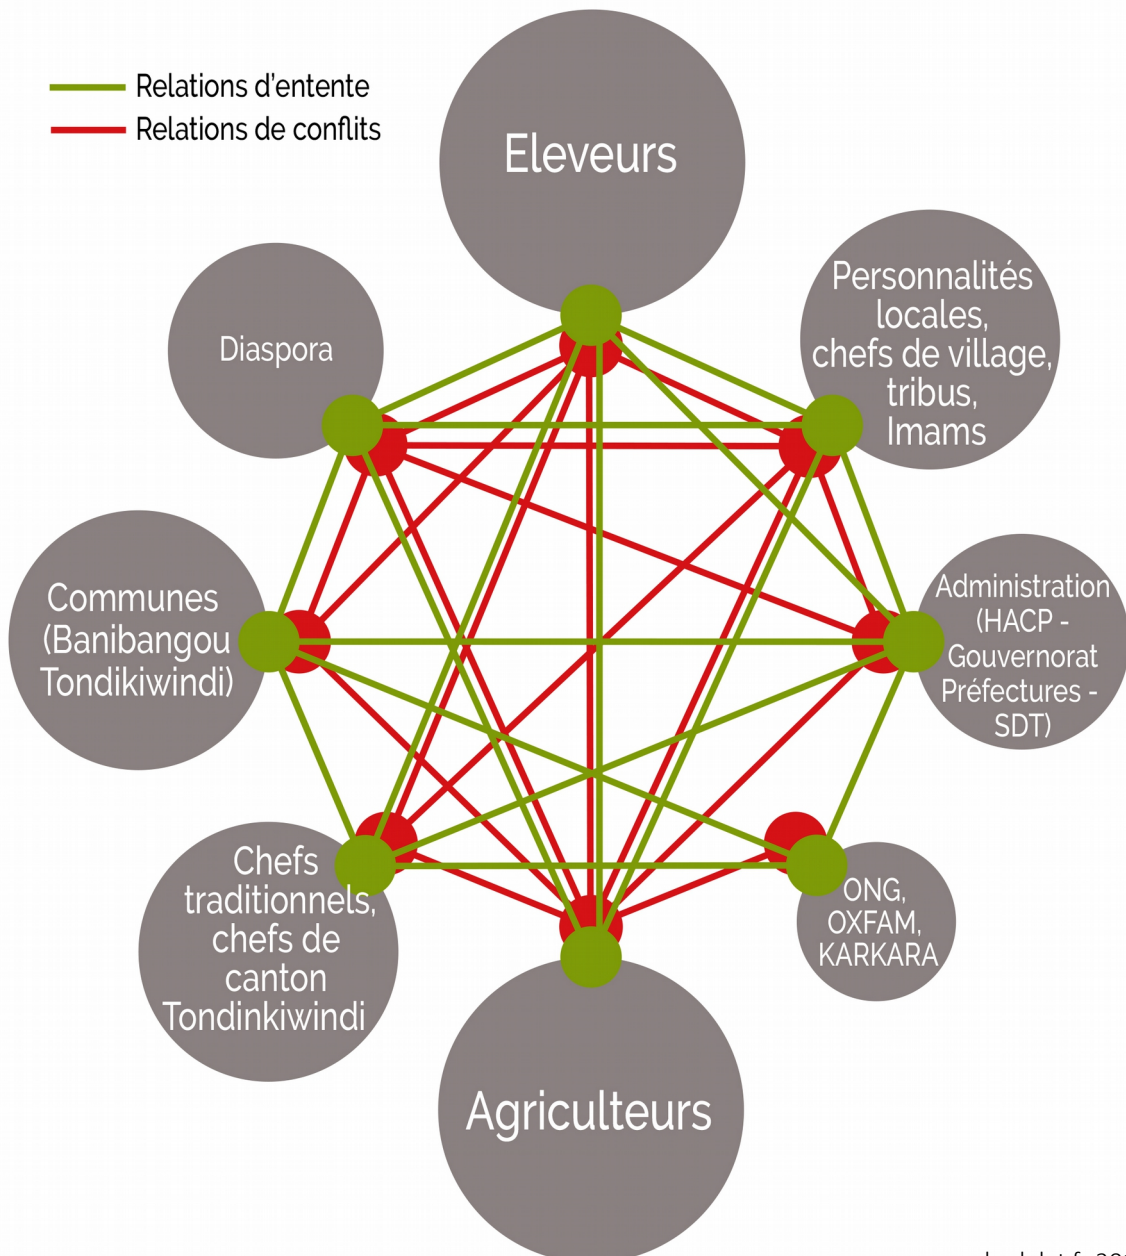 Relations d'entente
Relations de conflits
Eleveurs
Personnalités
locales,
chefs de village,
tribus,
Imams
Diaspora
Communes
(Banibangou
Tondikiwindi)
Administration
(HACP -
Gouvernorat
Préfectures -
SDT)
Chefs
traditionnels,
chefs de
canton
Tondinkiwindi
ONG,
OXFAM,
KARKARA
Agriculteurs